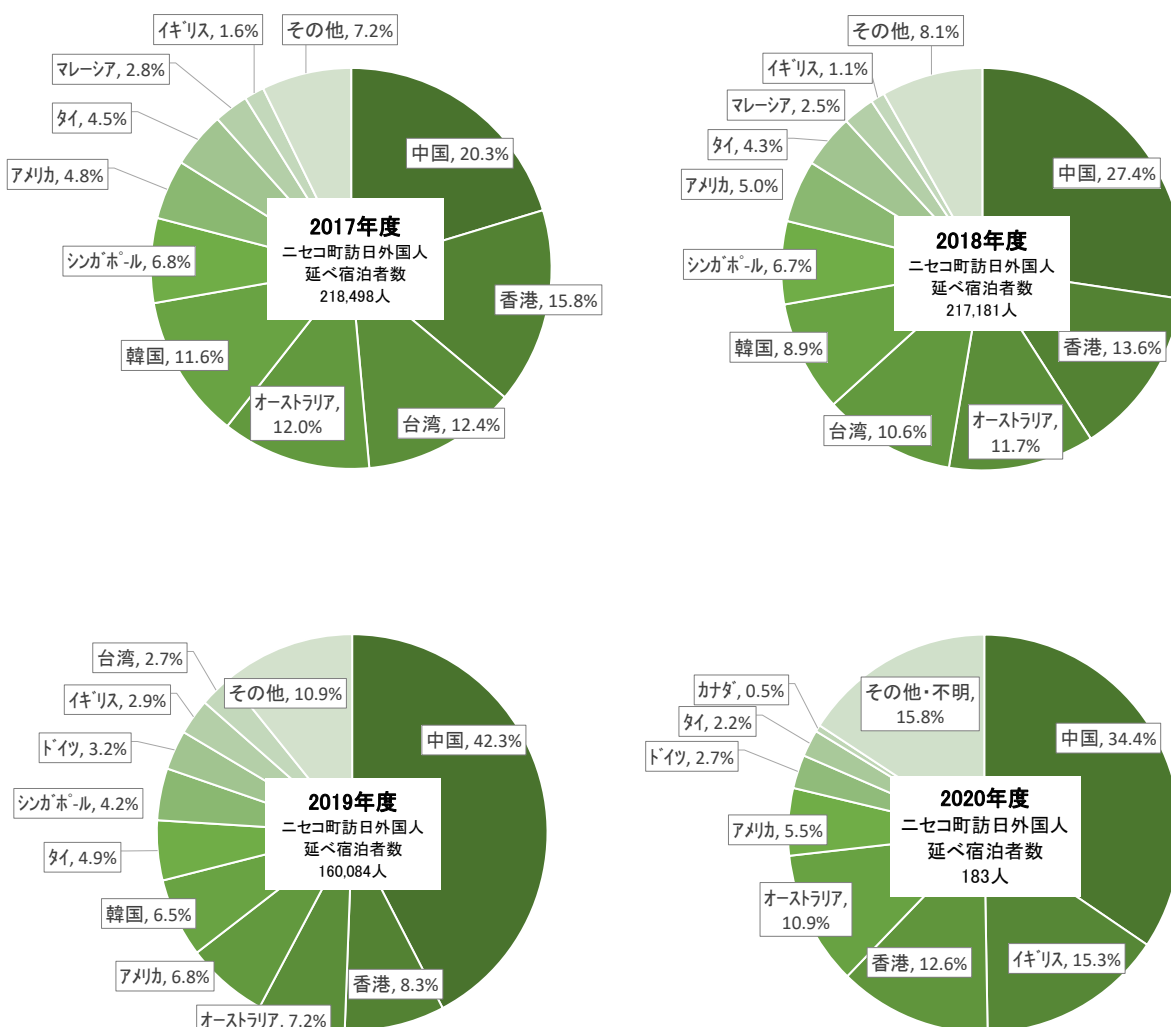 イギリス, 1.6%
その他, 7.2%
マレーシア, 2.8%
タイ, 4.5%
アメリカ, 4.8%
シンガポール, 6.8%
韓国, 11.6%
オーストラリア,
12.0%
台湾, 12.4%
香港, 15.8%
中国, 20.3%
2017年度
ニセコ町訪日外国人
延べ宿泊者数
218,498人
その他, 8.1%
イギリス, 1.1%
マレーシア, 2.5%
タイ, 4.3%
アメリカ, 5.0%
シンガポール, 6.7%
韓国, 8.9%
台湾, 10.6%
オーストラリア,
11.7%
香港, 13.6%
中国, 27.4%
2018年度
ニセコ町訪日外国人
延べ宿泊者数
217,181人
台湾, 2.7%
その他, 10.9%
イギリス, 2.9%
ドイツ, 3.2%
シンガポール, 4.2%
タイ, 4.9%
韓国, 6.5%
アメリカ, 6.8%
オーストラリア, 7.2%
香港, 8.3%
中国, 42.3%
2019年度
ニセコ町訪日外国人
延べ宿泊者数
160,084人
カナダ, 0.5%
その他・不明,
15.8%
タイ, 2.2%
ドイツ, 2.7%
アメリカ, 5.5%
オーストラリア,
10.9%
香港, 12.6%
イギリス, 15.3%
中国, 34.4%
2020年度
ニセコ町訪日外国人
延べ宿泊者数
183人